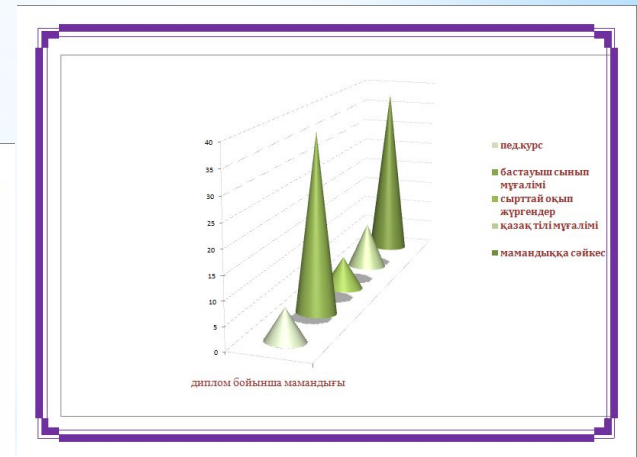 40
35
30
25
20
15
10
5
0
диплом бойынша мамандығы
пед.курс
бастауыш сынып
мұғалімі
сырттай оқып
жүргендер
қазақ тілі мұғалімі
мамандыққа сәйкес